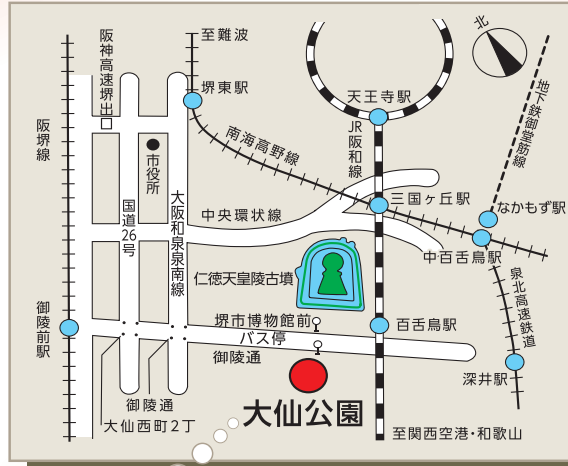 至難波
北
阪神高速堺出
堺東駅
天王寺駅
地下鉄御堂筋線
阪堺線
市役所
南海高野線
JR阪和線
三国ヶ丘駅
なかもず駅
国道26号
大阪和泉泉南線
中央環状線
中百舌鳥駅
仁徳天皇陵古墳
泉北高速鉄道
御陵前駅
堺市博物館前
バス停
百舌鳥駅
御陵通
深井駅
御陵通
大仙西町2丁
大仙公園
至関西空港・和歌山